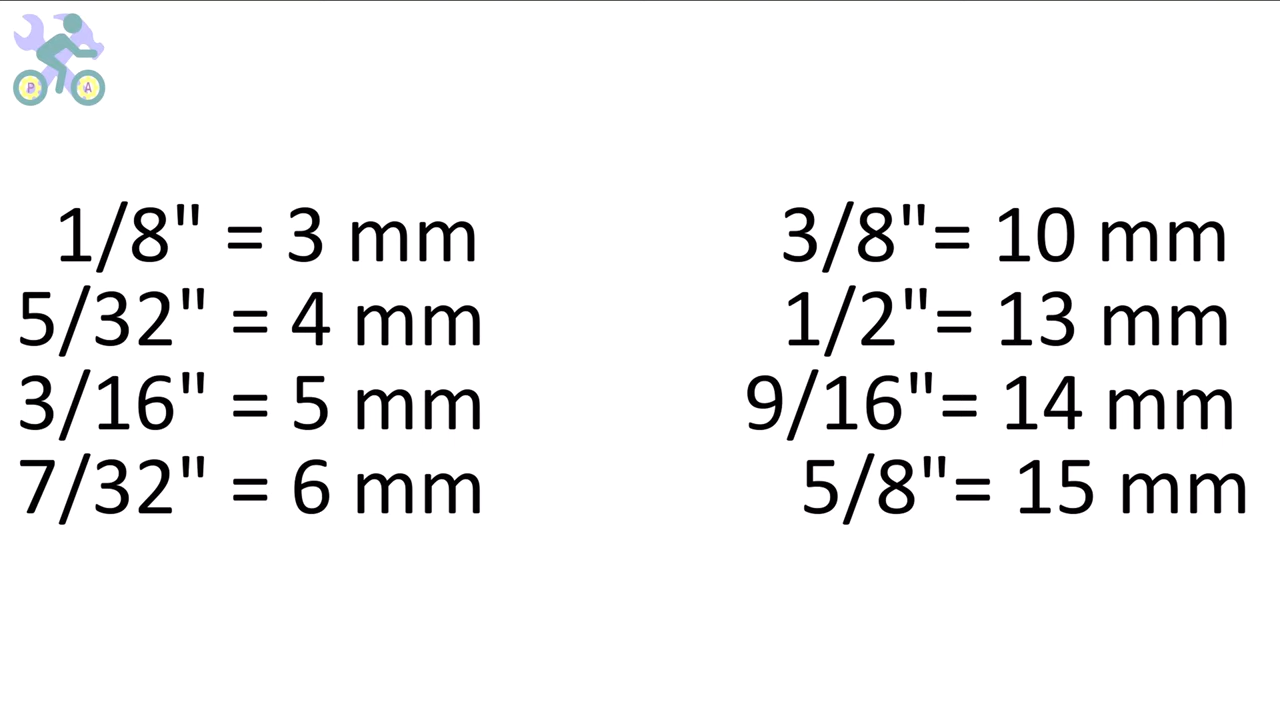 P A
1/8" = 3 mm
5/32" = 4 mm
3/16" = 5 mm
7/32" = 6 mm
3/8"= 10 mm
1/2"= 13 mm
9/16"= 14 mm
5/8"= 15 mm